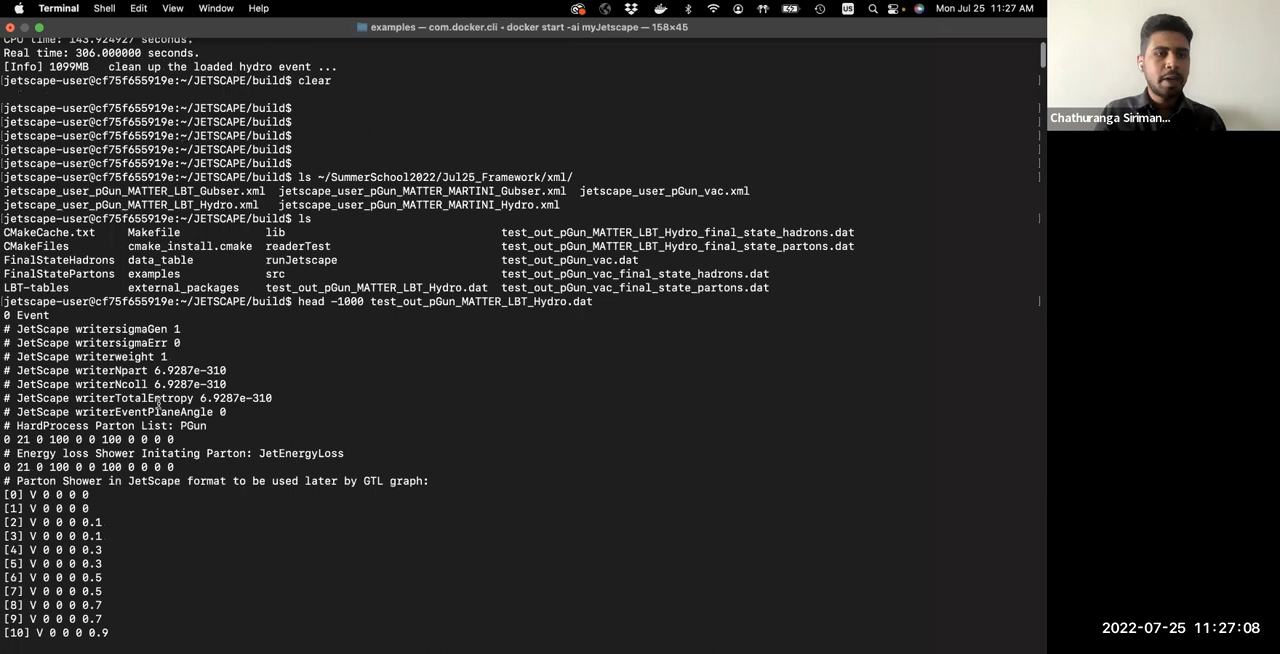 Terminal Shell Edit View Window Help US Mon Jul 25 11:27 AM
examples — com.docker.cli - docker start -ai myJetscape — 158×45
CPU time: 143.924927 seconds.
Real time: 306.000000 seconds.
[Info] 1099MB clean up the loaded hydro event ...
[jetscape-user@cf75f655919e:~/JETSCAPE/build$ clear ]
[jetscape-user@cf75f655919e:~/JETSCAPE/build$ ]
[jetscape-user@cf75f655919e:~/JETSCAPE/build$ ]
[jetscape-user@cf75f655919e:~/JETSCAPE/build$ ]
[jetscape-user@cf75f655919e:~/JETSCAPE/build$ ]
[jetscape-user@cf75f655919e:~/JETSCAPE/build$ ]
[jetscape-user@cf75f655919e:~/JETSCAPE/build$ ls ~/SummerSchool2022/Jul25_Framework/xml/ ]
jetscape_user_pGun_MATTER_LBT_Gubser.xml jetscape_user_pGun_MATTER_MARTINI_Gubser.xml jetscape_user_pGun_vac.xml
jetscape_user_pGun_MATTER_LBT_Hydro.xml jetscape_user_pGun_MATTER_MARTINI_Hydro.xml
[jetscape-user@cf75f655919e:~/JETSCAPE/build$ ls ]
CMakeCache.txt Makefile lib test_out_pGun_MATTER_LBT_Hydro_final_state_hadrons.dat
CMakeFiles cmake_install.cmake readerTest test_out_pGun_MATTER_LBT_Hydro_final_state_partons.dat
FinalStateHadrons data_table runJetscape test_out_pGun_vac.dat
FinalStatePartons examples src test_out_pGun_vac_final_state_hadrons.dat
LBT-tables external_packages test_out_pGun_MATTER_LBT_Hydro.dat test_out_pGun_vac_final_state_partons.dat
[jetscape-user@cf75f655919e:~/JETSCAPE/build$ head -1000 test_out_pGun_MATTER_LBT_Hydro.dat ]
0 Event
# JetScape writersigmaGen 1
# JetScape writersigmaErr 0
# JetScape writerweight 1
# JetScape writerNpart 6.9287e-310
# JetScape writerNcoll 6.9287e-310
# JetScape writerTotalEntropy 6.9287e-310
# JetScape writerEventPlaneAngle 0
# HardProcess Parton List: PGun
0 21 0 100 0 0 100 0 0 0 0
# Energy loss Shower Initating Parton: JetEnergyLoss
0 21 0 100 0 0 100 0 0 0 0
# Parton Shower in JetScape format to be used later by GTL graph:
[0] V 0 0 0 0
[1] V 0 0 0 0
[2] V 0 0 0 0.1
[3] V 0 0 0 0.1
[4] V 0 0 0 0.3
[5] V 0 0 0 0.3
[6] V 0 0 0 0.5
[7] V 0 0 0 0.5
[8] V 0 0 0 0.7
[9] V 0 0 0 0.7
[10] V 0 0 0 0.9
Chathuranga Siriman...
2022-07-25 11:27:08